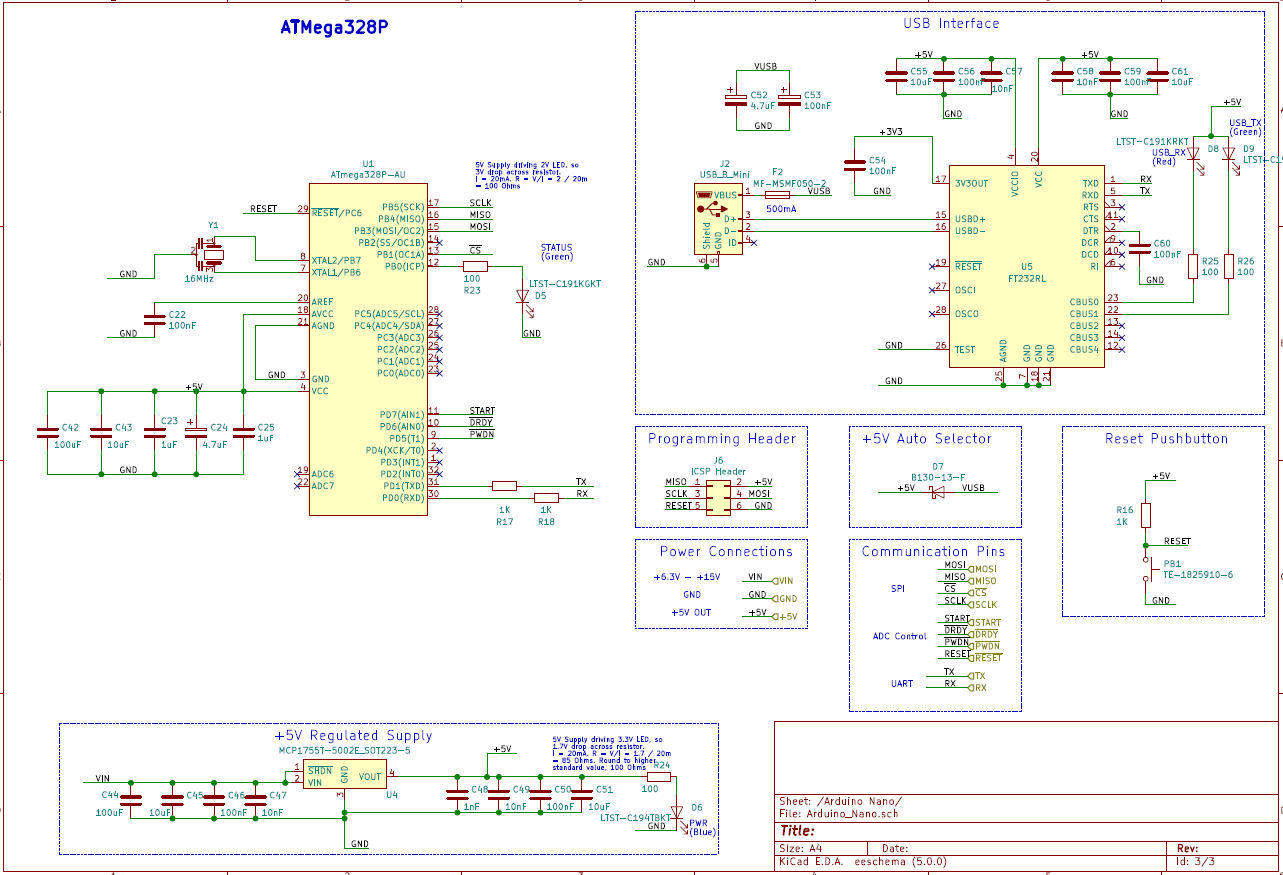 ATMega328P
USB Interface
VUSB
+
C52
4.7uF
+
C53
100nF
GND
+5V
C55
10uF
C56
100nF
C57
10nF
GND
+5V
C58
10nF
C59
100nF
C61
10uF
GND
+5V
USB_TX
(Green)
LTST-C191KRKT
USB_RX
(Red)
D8
D9
LTST-C19
+3V3
C54
100nF
GND
J2
USB_B_Mini
VBUS
D+
D-
ID
Shield
GND
1
3
2
4
6
5
GND
F2
MF-MSMF050-2
VUSB
500mA
17
3V3OUT
4
VCCIO
20
VCC
15
USBD+
16
USBD-
19
RESET
27
OSCI
28
OSCO
26
TEST
GND
GND
U5
FT232RL
TXD
1
RX
RXD
5
TX
RTS
3
CTS
11
DTR
2
DCR
9
DCD
10
RI
6
CBUS0
23
CBUS1
22
CBUS2
13
CBUS3
14
CBUS4
12
AGND
GND
GND
GND
25
7
18
21
C60
100nF
GND
R25
100
R26
100
U1
ATmega328P-AU
5V Supply driving 2V LED, so
3V drop across resistor.
I = 20mA. R = V/I = 2 / 20m
= 100 Ohms
RESET
29
RESET/PC6
Y1
1
2
3
16MHz
GND
8
XTAL2/PB7
7
XTAL1/PB6
20
AREF
18
AVCC
21
AGND
C22
100nF
GND
GND
3
GND
4
VCC
+5V
C42
100uF
C43
10uF
C23
1uF
+
C24
4.7uF
C25
1uF
GND
19
ADC6
22
ADC7
PB5(SCK)
17
SCLK
PB4(MISO)
16
MISO
PB3(MOSI/OC2)
15
MOSI
PB2(SS/OC1B)
14
PB1(OC1A)
13
CS
PB0(ICP)
12
100
R23
STATUS
(Green)
LTST-C191KGKT
D5
GND
PC5(ADC5/SCL)
28
PC4(ADC4/SDA)
27
PC3(ADC3)
26
PC2(ADC2)
25
PC1(ADC1)
24
PC0(ADC0)
23
PD7(AIN1)
11
START
PD6(AIN0)
10
DRDY
PD5(T1)
9
PWDN
PD4(XCK/T0)
2
PD3(INT1)
1
PD2(INT0)
32
PD1(TXD)
31
TX
PD0(RXD)
30
RX
1K
R17
1K
R18
Programming Header
J6
ICSP Header
MISO
1
2
+5V
SCLK
3
4
MOSI
RESET
5
6
GND
+5V Auto Selector
D7
B130-13-F
+5V
VUSB
Reset Pushbutton
+5V
R16
1K
RESET
PB1
TE-1825910-6
GND
Power Connections
+6.3V - +15V
VIN
VIN
GND
GND
GND
+5V OUT
+5V
+5V
Communication Pins
SPI
MOSI
MOSI
MISO
MISO
CS
CS
SCLK
SCLK
ADC Control
START
START
DRDY
DRDY
PWDN
PWDN
RESET
RESET
UART
TX
TX
RX
RX
+5V Regulated Supply
MCP1755T-5002E_SOT223-5
VIN
1
SHDN
2
VIN
GND
VOUT
4
3
U4
C44
100uF
C45
10uF
C46
100nF
C47
10nF
GND
+5V
5V Supply driving 3.3V LED, so
1.7V drop across resistor.
I = 20mA. R = V/I = 1.7 / 20m
= 85 Ohms. Round to higher
standard value, 100 Ohms
C48
1nF
C49
10nF
C50
100nF
C51
10uF
R24
100
LTST-C194TBKT
D6
GND
PWR
(Blue)
Sheet: /Arduino Nano/
File: Arduino_Nano.sch
Title:
Size: A4
Date:
Rev:
KiCad E.D.A. eeschema (5.0.0)
Id: 3/3